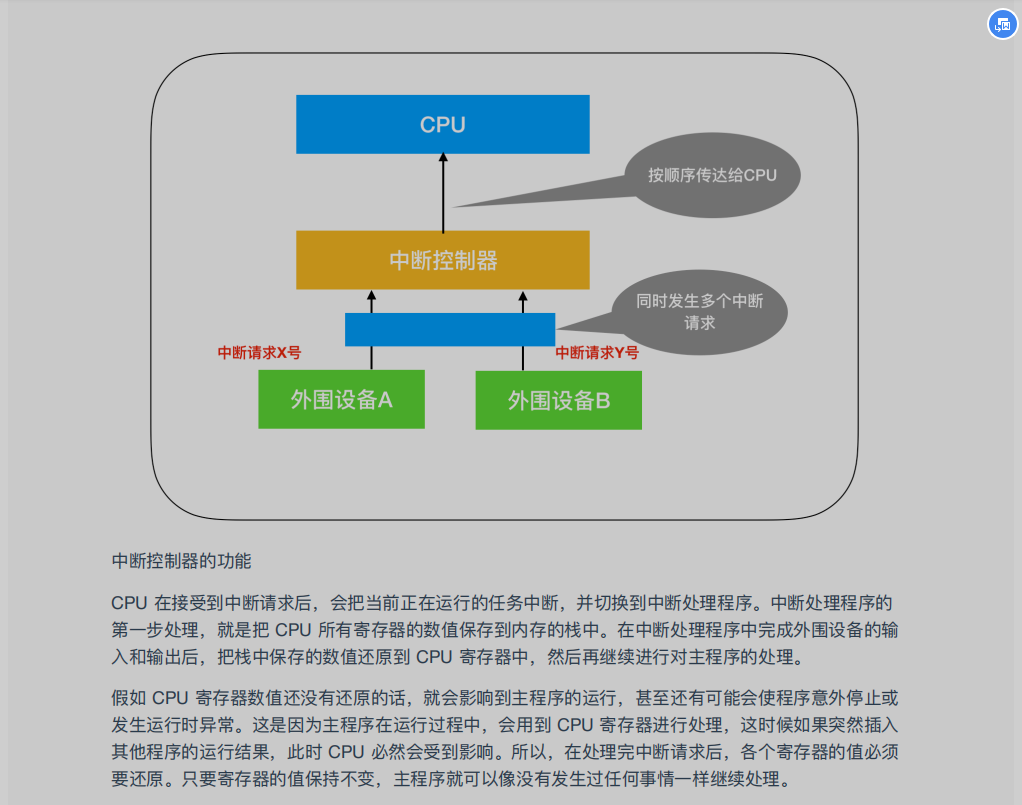 CPU
按顺序传达给CPU
中断控制器
同时发生多个中断
请求
中断请求X号
中断请求Y号
外围设备A
外围设备B
中断控制器的功能
CPU 在接受到中断请求后，会把当前正在运行的任务中断，并切换到中断处理程序。中断处理程序的
第一步处理，就是把 CPU 所有寄存器的数值保存到内存的栈中。在中断处理程序中完成外围设备的输
入和输出后，把栈中保存的数值还原到 CPU 寄存器中，然后再继续进行对主程序的处理。
假如 CPU 寄存器数值还没有还原的话，就会影响到主程序的运行，甚至还有可能会使程序意外停止或
发生运行时异常。这是因为主程序在运行过程中，会用到 CPU 寄存器进行处理，这时候如果突然插入
其他程序的运行结果，此时 CPU 必然会受到影响。所以，在处理完中断请求后，各个寄存器的值必须
要还原。只要寄存器的值保持不变，主程序就可以像没有发生过任何事情一样继续处理。